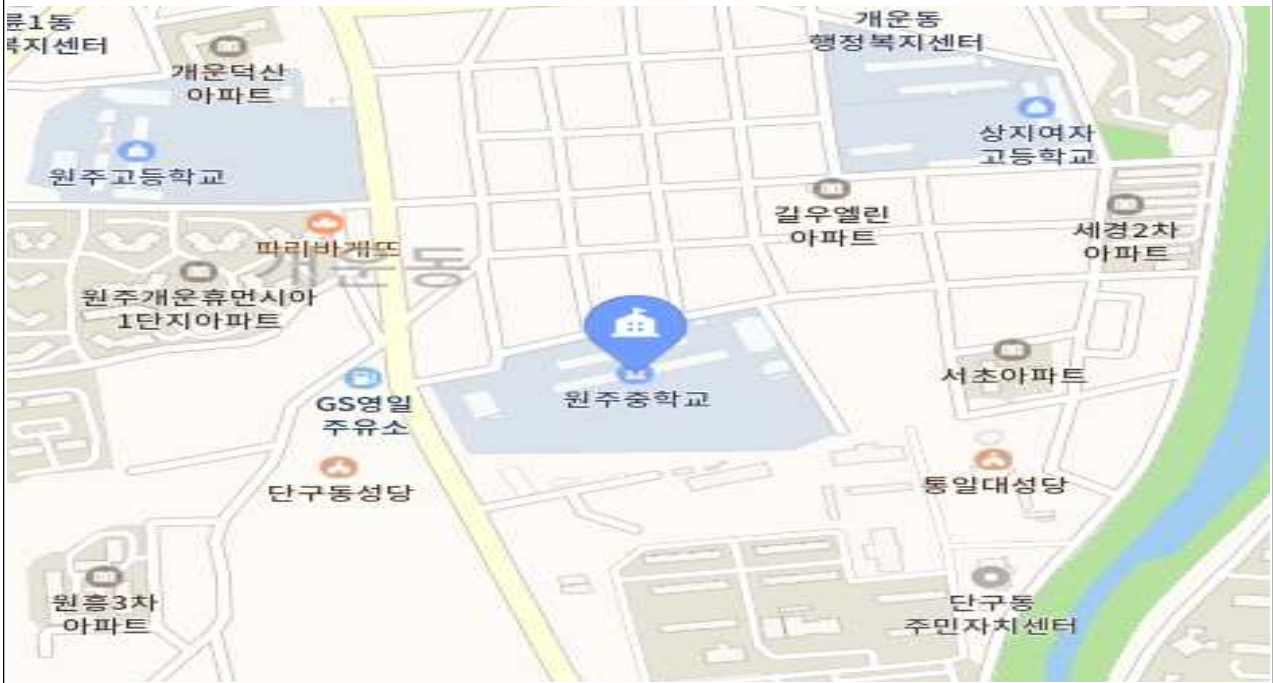 륜1동
복지센터
개운덕산
아파트
개운동
행정복지센터
상지여자
고등학교
원주고등학교
길우엘린
아파트
세경2차
아파트
파리바게뜨
개운동
원주개운휴먼시아
1단지아파트
서초아파트
GS영일
주유소
원주중학교
단구동성당
통일대성당
원흥3차
아파트
단구동
주민자치센터